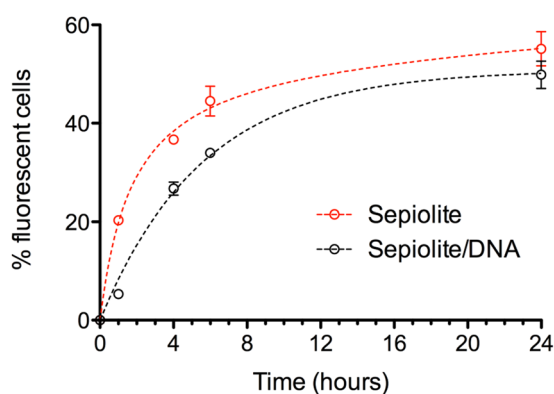 60
40
20
0
% fluorescent cells
Sepiolite
Sepiolite/DNA
0 4 8 12 16 20 24
Time (hours)